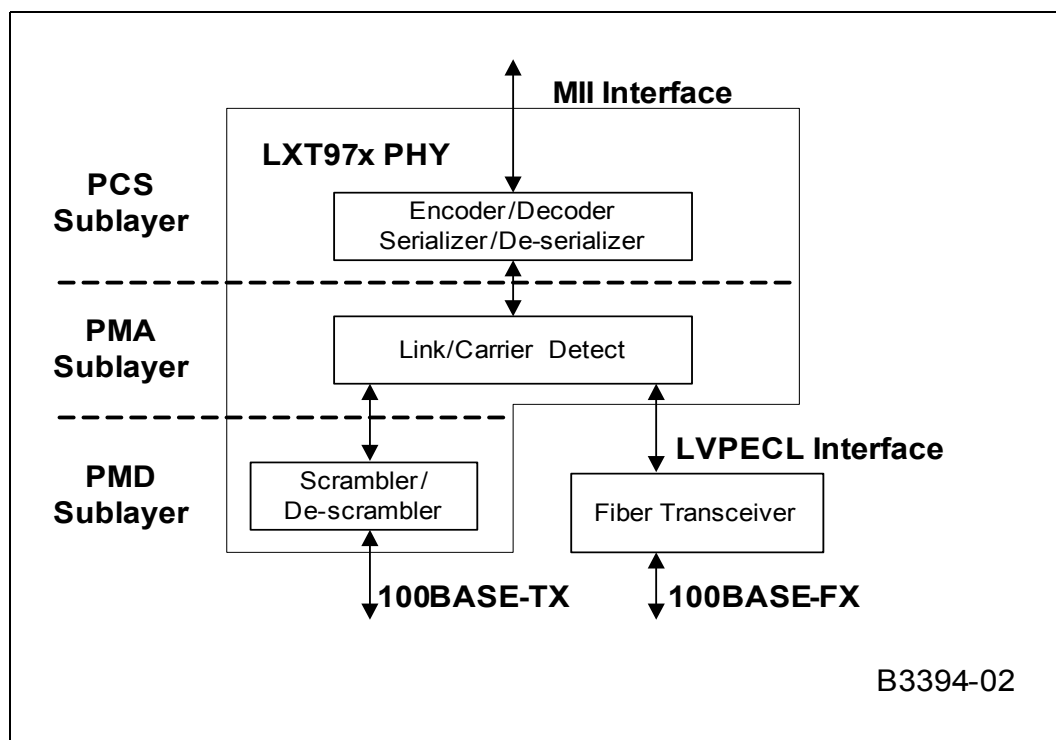 MII Interface
LXT97x PHY
PCS
Sublayer
Encoder/Decoder
Serializer/De-serializer
PMA
Sublayer
Link/Carrier Detect
LVPECL Interface
PMD
Sublayer
Scrambler/
De-scrambler
Fiber Transceiver
100BASE-TX
100BASE-FX
B3394-02